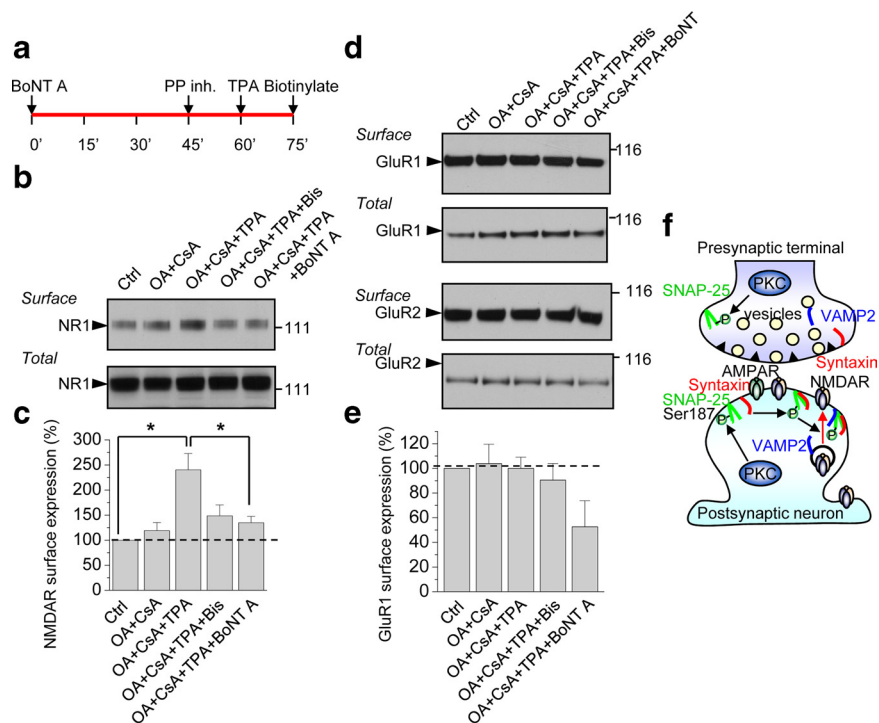 a
BoNT A PP inh. TPA Biotinylate
0' 15' 30' 45' 60' 75'
b
Ctrl
OA+CsA
OA+CsA+TPA
OA+CsA+TPA+Bis
OA+CsA+TPA
+BoNT A
Surface
NR1
111
Total
NR1
111
c
NMDAR surface expression (%)
300
250
200
150
100
50
0
* *
Ctrl
OA+CsA
OA+CsA+TPA
OA+CsA+TPA+Bis
OA+CsA+TPA+BoNT A
d
Ctrl
OA+CsA
OA+CsA+TPA
OA+CsA+TPA+Bis
OA+CsA+TPA+BoNT
Surface
116
GluR1
Total
116
GluR1
Surface
116
GluR2
Total
116
GluR2
e
GluR1 surface expression (%)
140
120
100
80
60
40
20
0
Ctrl
OA+CsA
OA+CsA+TPA
OA+CsA+TPA+Bis
OA+CsA+TPA+BoNT A
f
Presynaptic terminal
SNAP-25
PKC
P
vesicles
VAMP2
Syntaxin
AMPAR
Syntaxin
NMDAR
SNAP-25
Ser187
P P P
VAMP2
PKC
Postsynaptic neuron